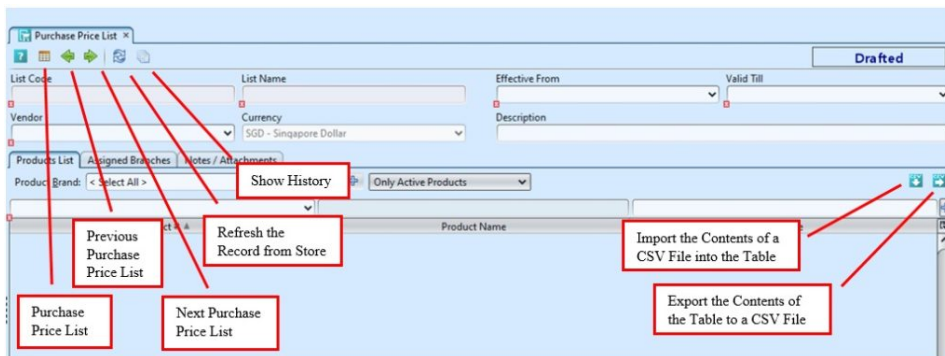 Purchase Price List ×
?
Drafted
List Code
List Name
Effective From
Valid Till
Vendor
Currency
Description
SGD - Singapore Dollar
Products List
Assigned Branches
Notes / Attachments
Product Brand:
< Select All >
Show History
Only Active Products
Product Name
Previous
Purchase
Price List
Refresh the
Record from Store
Import the Contents of a
CSV File into the Table
Purchase
Price List
Next Purchase
Price List
Export the Contents of
the Table to a CSV File